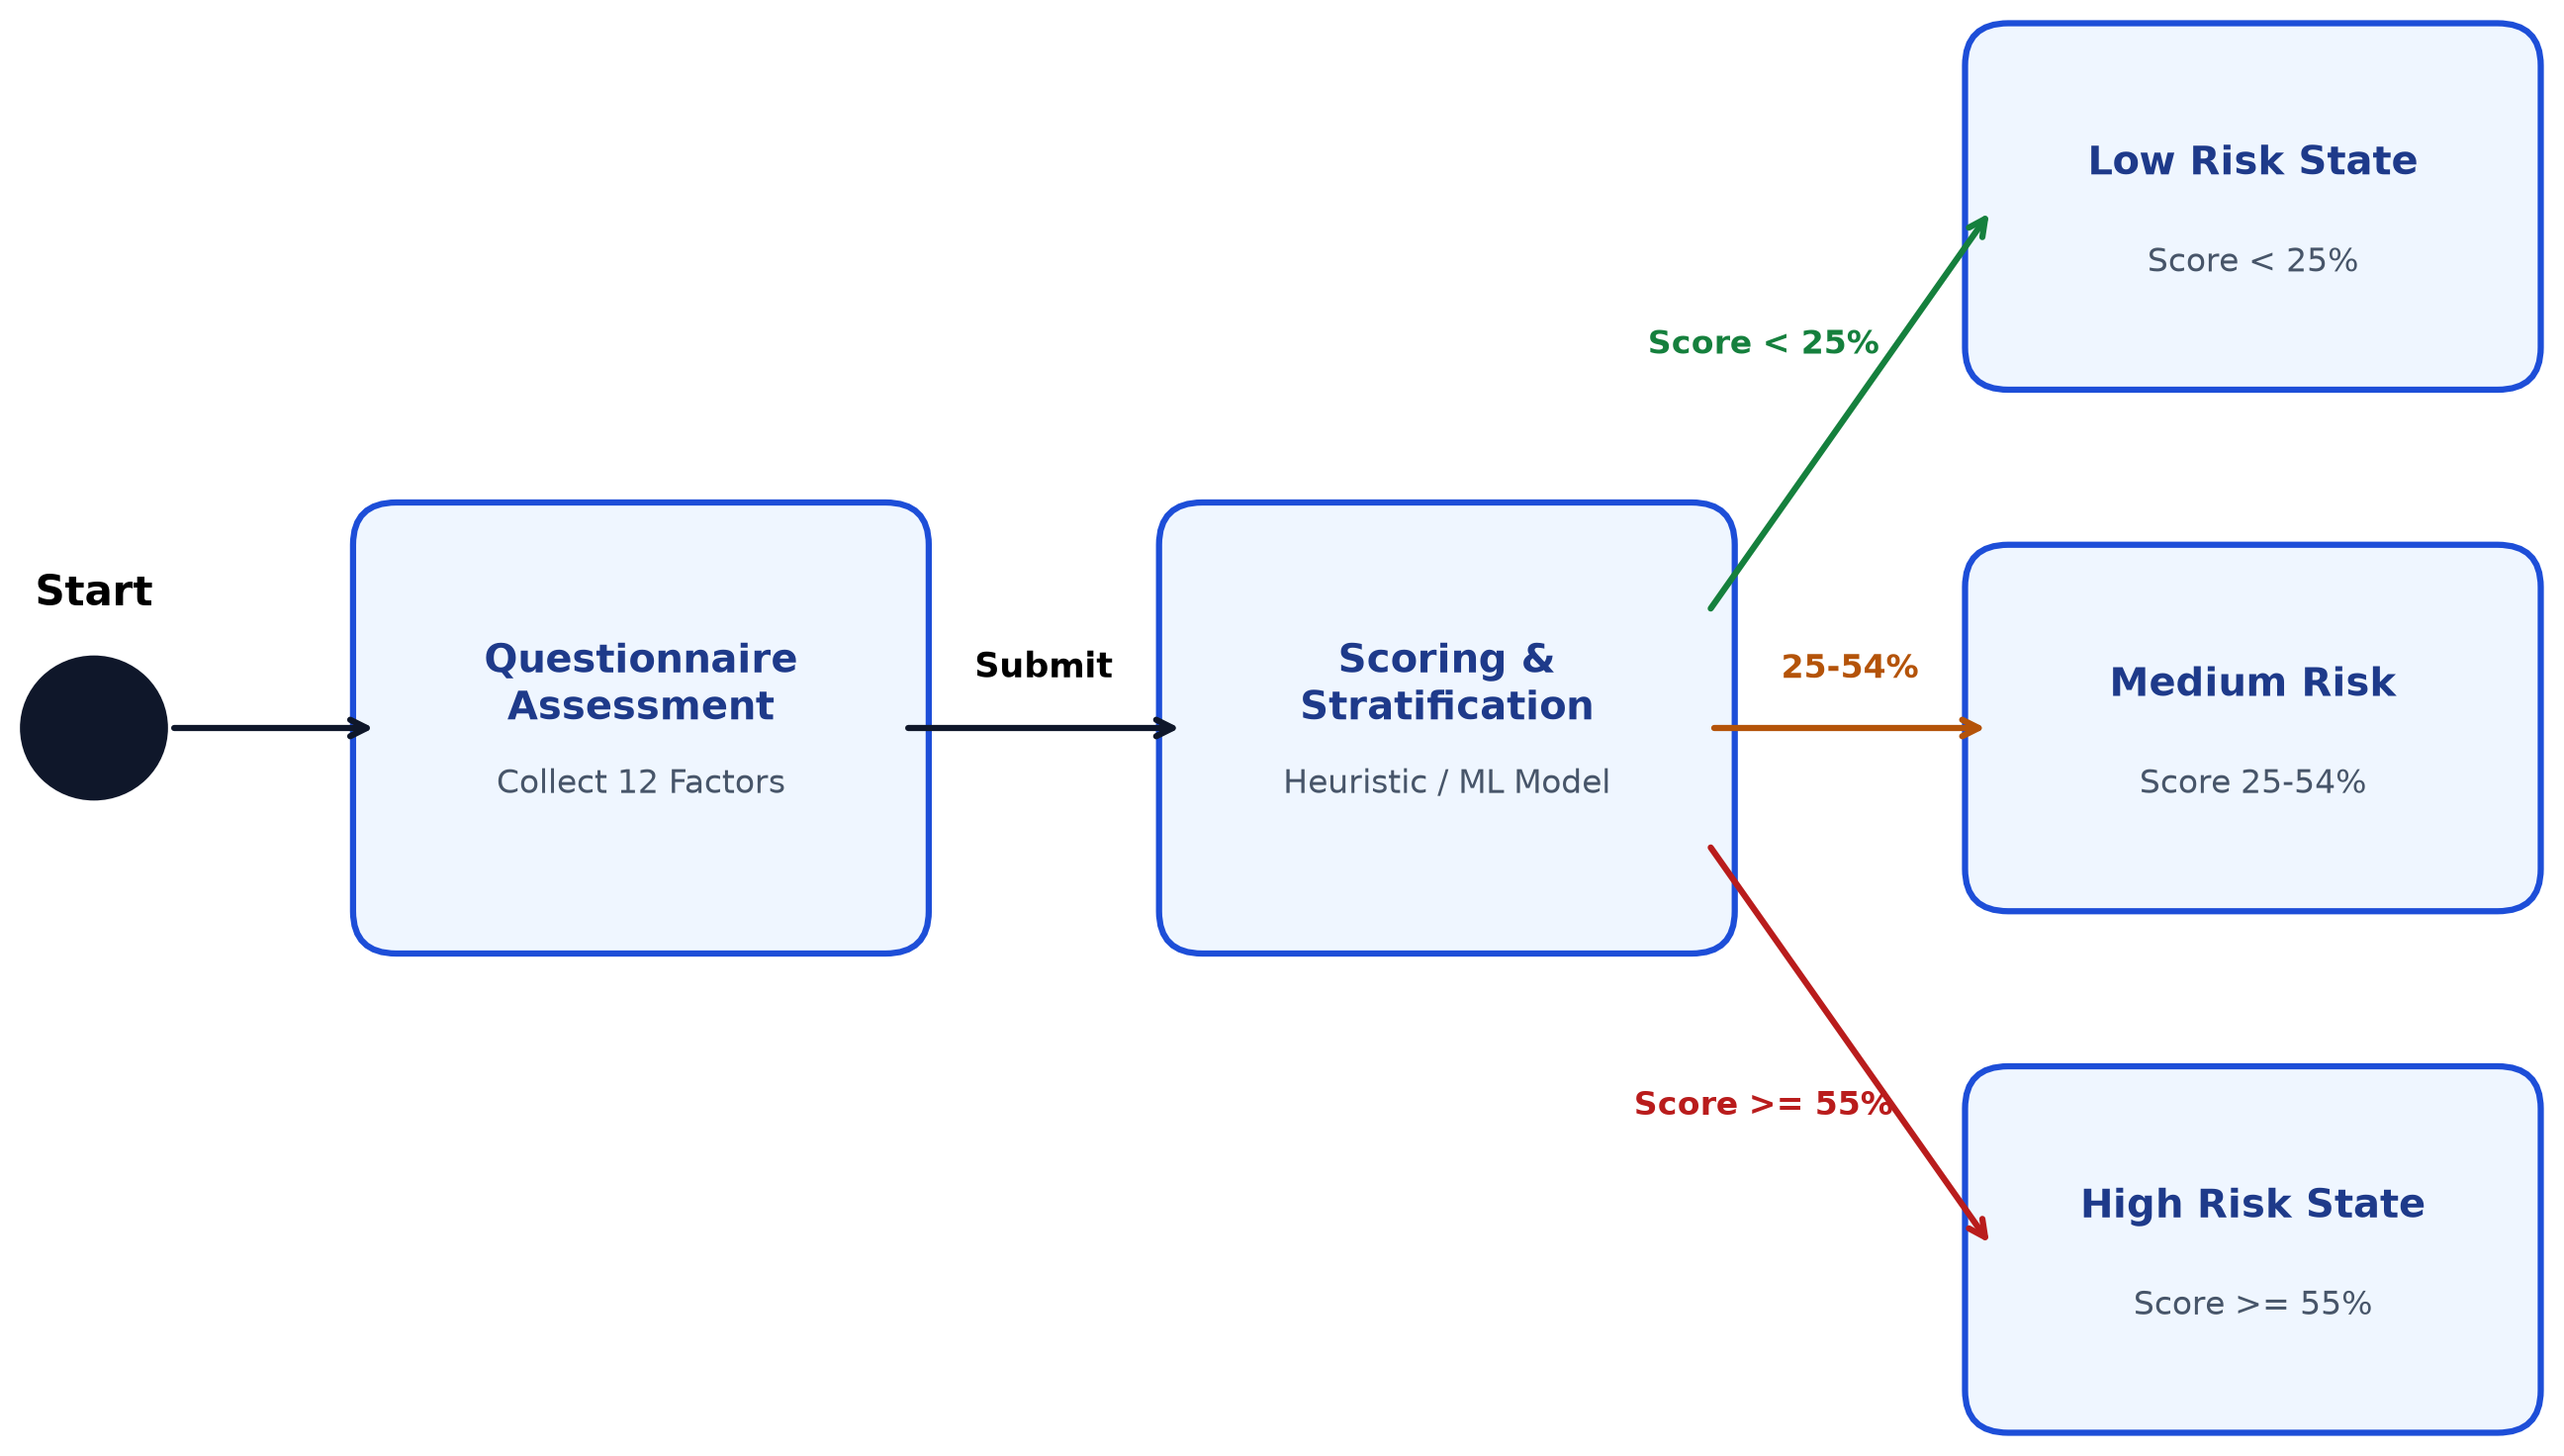 Start
Questionnaire
Assessment
Collect 12 Factors
Submit
Scoring &
Stratification
Heuristic / ML Model
Score < 25%
25-54%
Score >= 55%
Low Risk State
Score < 25%
Medium Risk
Score 25-54%
High Risk State
Score >= 55%